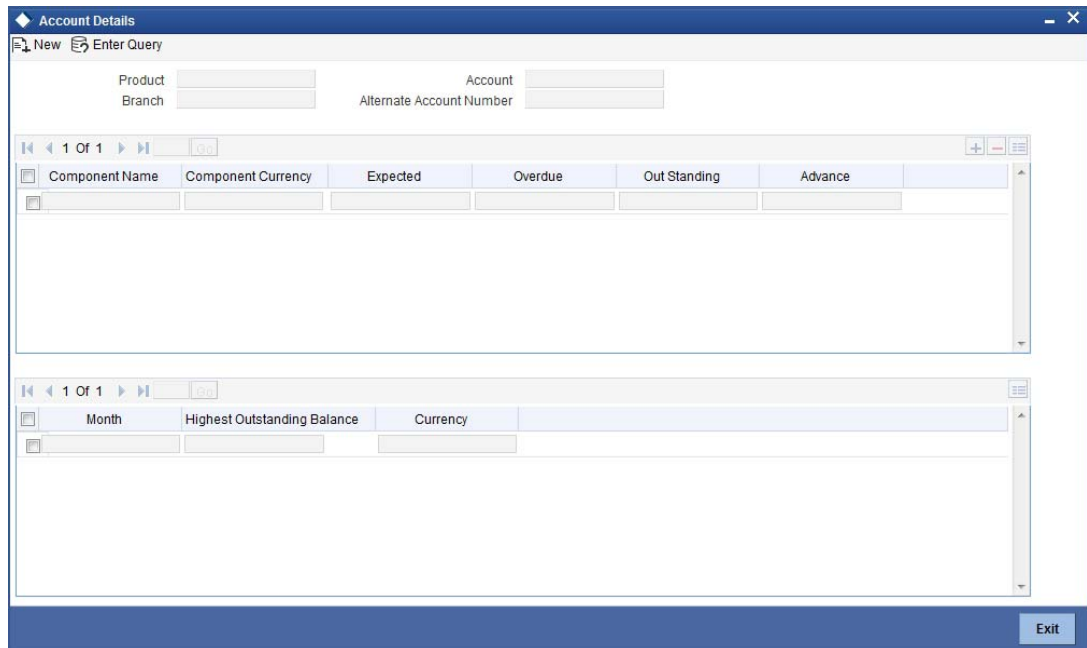 Account Details
New Enter Query
Product Account
Branch Alternate Account Number
1 Of 1 Go
Component Name Component Currency Expected Overdue Out Standing Advance
1 Of 1 Go
Month Highest Outstanding Balance Currency
Exit